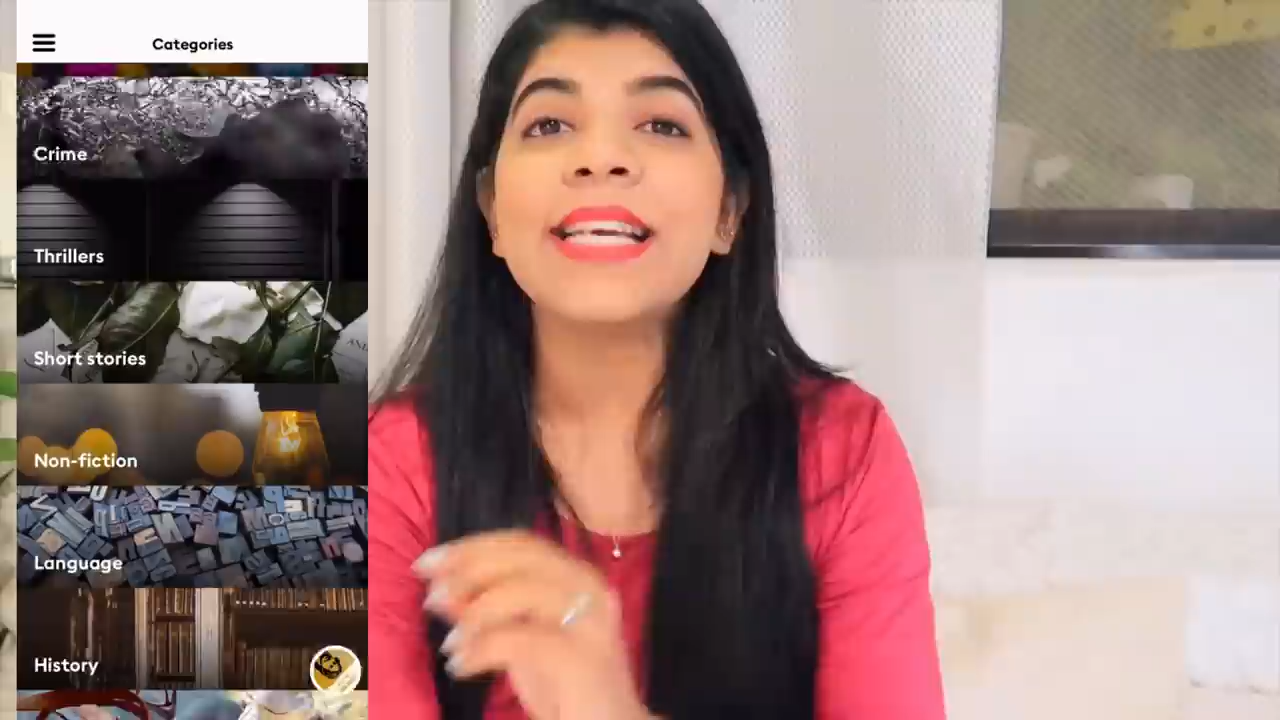 Categories
Crime
Thrillers
Short stories
Non-fiction
Language
History